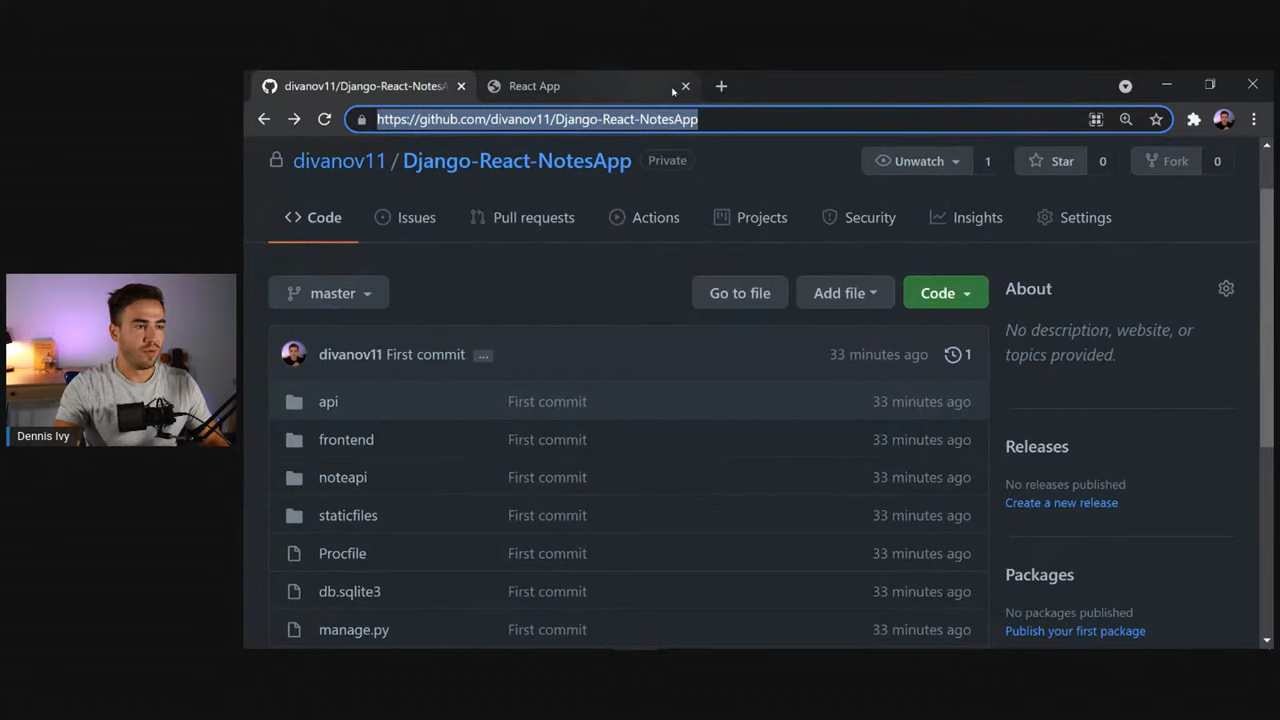 divanov11/Django-React-NotesA
React App
https://github.com/divanov11/Django-React-NotesApp
divanov11 / Django-React-NotesApp Private
Unwatch 1 Star 0 Fork 0
Code Issues Pull requests Actions Projects Security Insights Settings
master Go to file Add file Code
About
No description, website, or
topics provided.
divanov11 First commit ... 33 minutes ago 1
api First commit 33 minutes ago
frontend First commit 33 minutes ago
noteapi First commit 33 minutes ago
staticfiles First commit 33 minutes ago
Procfile First commit 33 minutes ago
db.sqlite3 First commit 33 minutes ago
manage.py First commit 33 minutes ago
Releases
No releases published
Create a new release
Packages
No packages published
Publish your first package
Dennis Ivy